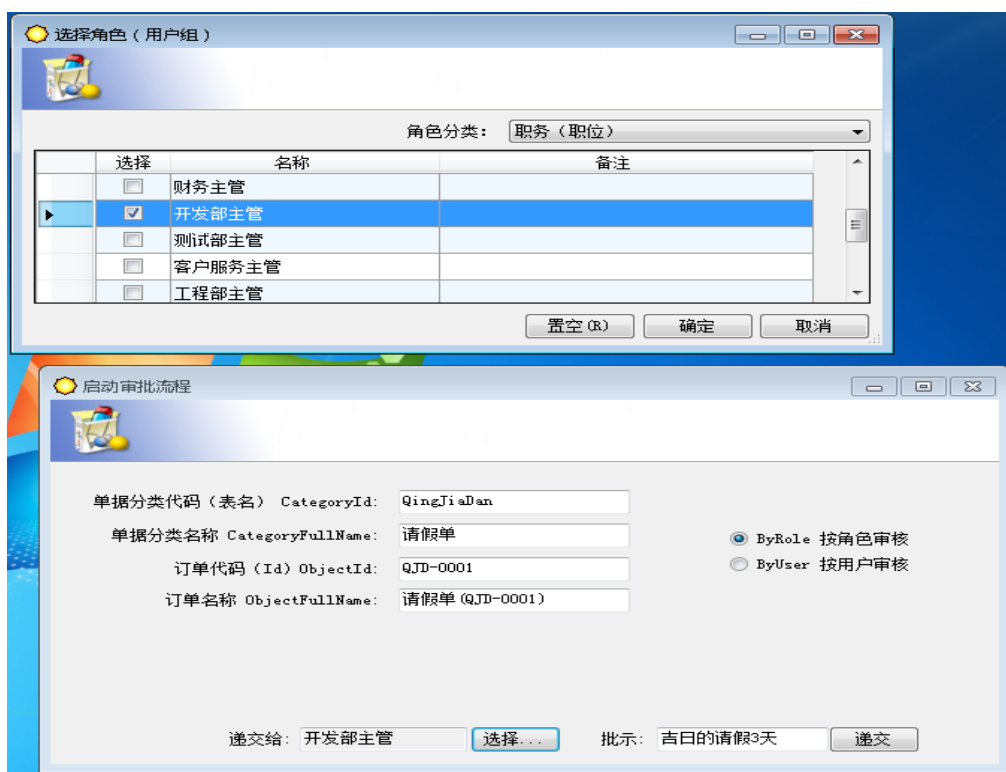 选择角色（用户组）
角色分类： 职务（职位）
选择 名称 备注
财务主管
开发部主管
测试部主管
客户服务主管
工程部主管
置空(R) 确定 取消
启动审批流程
单据分类代码（表名） CategoryId: QingJiaDan
单据分类名称 CategoryFullName: 请假单
ByRole 按角色审核
订单代码（Id）ObjectId: QJD-0001
ByUser 按用户审核
订单名称 ObjectFullName: 请假单(QJD-0001)
递交给: 开发部主管 选择... 批示: 吉日的请假3天 递交